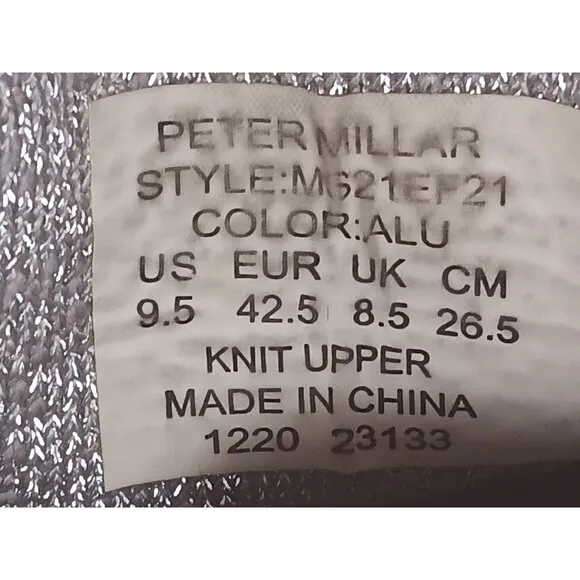 PETER MILLAR
STYLE:MS21EF21
COLOR:ALU
US EUR UK CM
9.5 42.5 8.5 26.5
KNIT UPPER
MADE IN CHINA
1220 23133